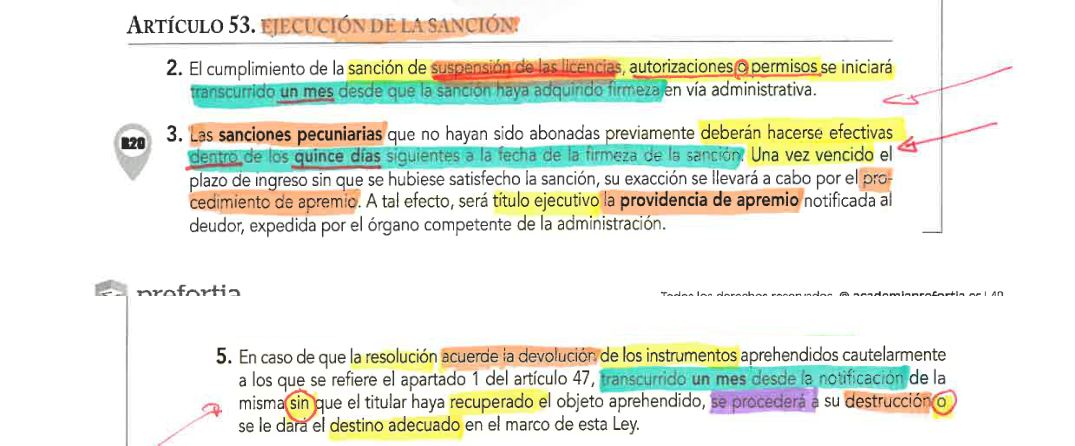 ARTÍCULO 53. EJECUCIÓN DE LA SANCIÓN.
2. El cumplimiento de la sanción de suspensión de las licencias, autorizaciones o permisos se iniciará
transcurrido un mes desde que la sanción haya adquirido firmeza en vía administrativa.
R20
3. Las sanciones pecuniarias que no hayan sido abonadas previamente deberán hacerse efectivas
dentro de los quince días siguientes a la fecha de la firmeza de la sanción. Una vez vencido el
plazo de ingreso sin que se hubiese satisfecho la sanción, su exacción se llevará a cabo por el pro-
cedimiento de apremio. A tal efecto, será título ejecutivo la providencia de apremio notificada al
deudor, expedida por el órgano competente de la administración.
profortia Todos los derechos reservados. © academiaprofortia.es | 49
5. En caso de que la resolución acuerde la devolución de los instrumentos aprehendidos cautelarmente
a los que se refiere el apartado 1 del artículo 47, transcurrido un mes desde la notificación de la
misma sin que el titular haya recuperado el objeto aprehendido, se procederá a su destrucción o
se le dará el destino adecuado en el marco de esta Ley.